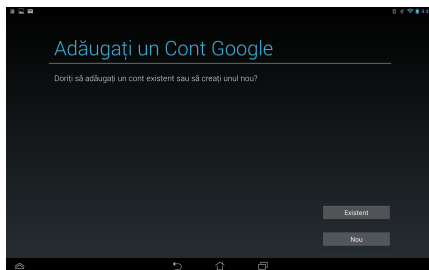 Adăugați un Cont Google
Doriți să adăugați un cont existent sau să creați unul nou?
Existent
Nou